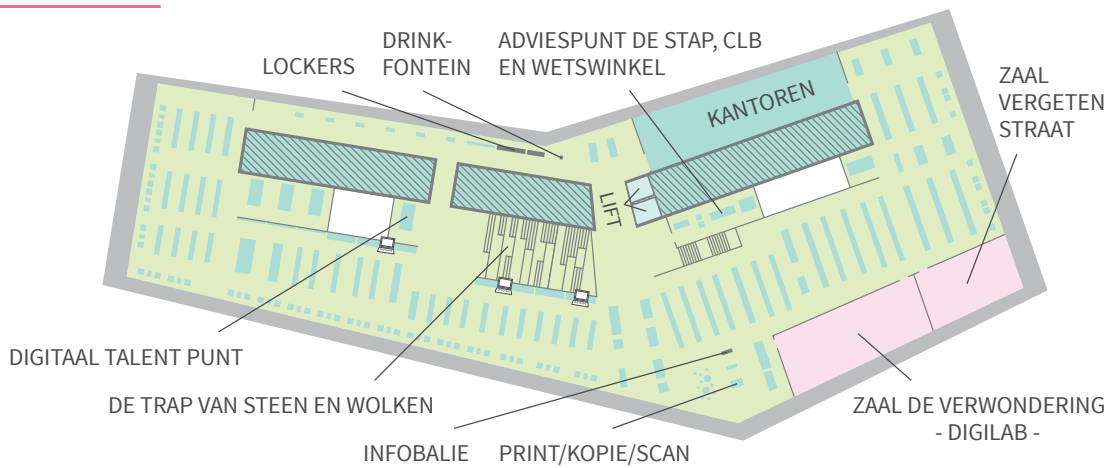 DRINK-
FONTEIN
ADVIESPUNT DE STAP, CLB
EN WETSWINKEL
LOCKERS
ZAAL
VERGETEN
STRAAT
KANTOREN
LIFT
DIGITAAL TALENT PUNT
DE TRAP VAN STEEN EN WOLKEN
INFOBALIE
PRINT/KOPIE/SCAN
ZAAL DE VERWONDERING
- DIGILAB -